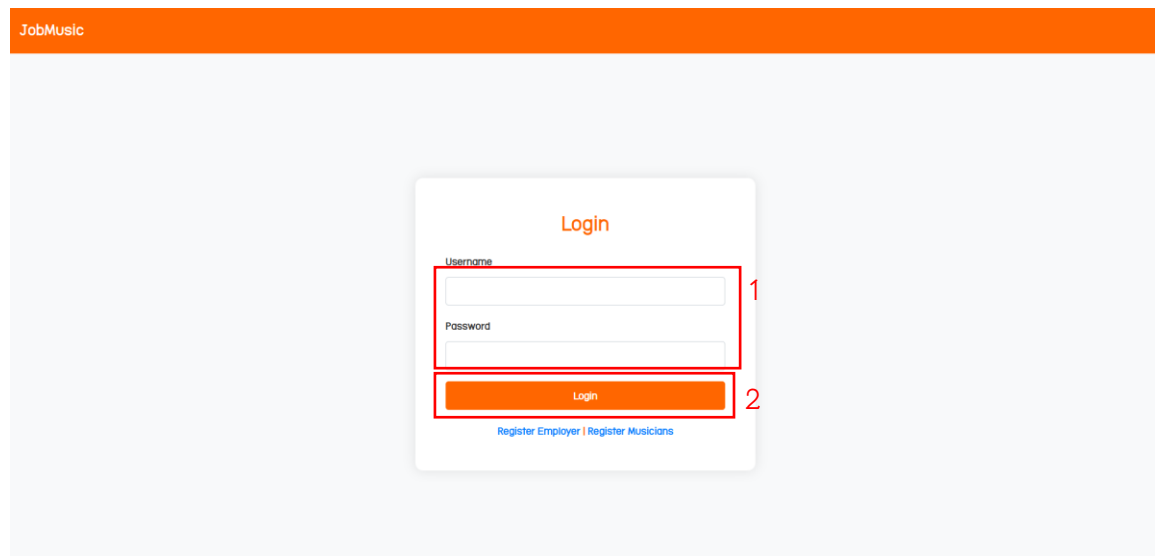 JobMusic
Login
Username
1
Password
Login
2
Register Employer | Register Musicians